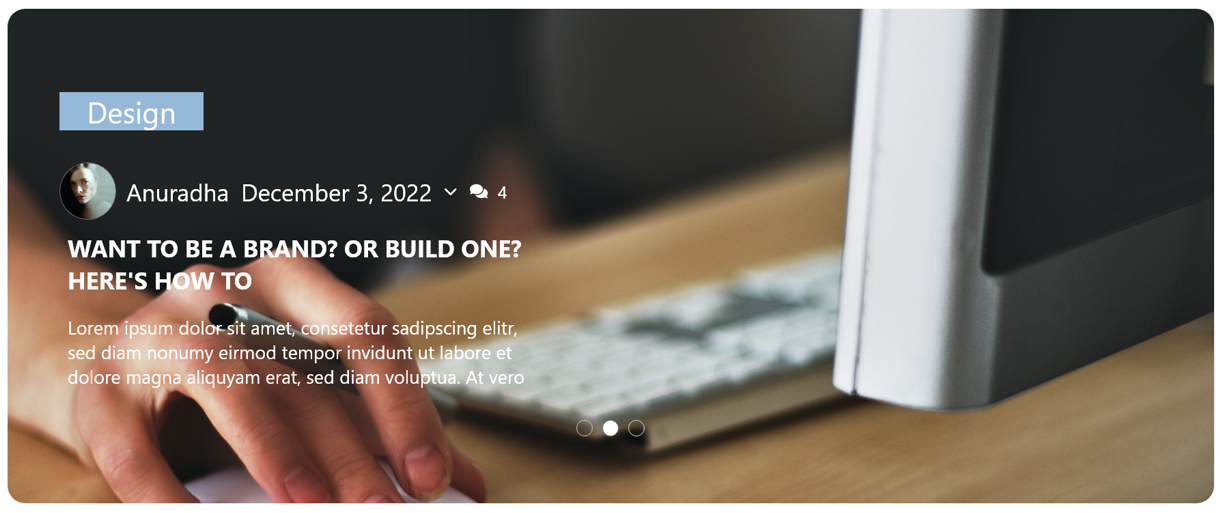 Design
Anuradha December 3, 2022 4
WANT TO BE A BRAND? OR BUILD ONE?
HERE'S HOW TO
Lorem ipsum dolor sit amet, consetetur sadipscing elitr,
sed diam nonumy eirmod tempor invidunt ut labore et
dolore magna aliquyam erat, sed diam voluptua. At vero